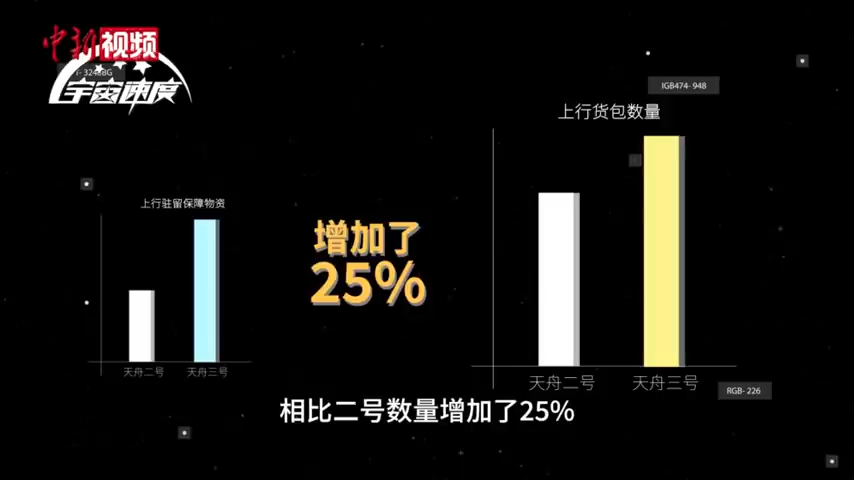 中新视频
宇宙速度
32488G
IGB474- 948
上行货包数量
上行驻留保障物资
增加了
25%
天舟二号
天舟三号
天舟二号
天舟三号
RGB- 226
相比二号数量增加了25%